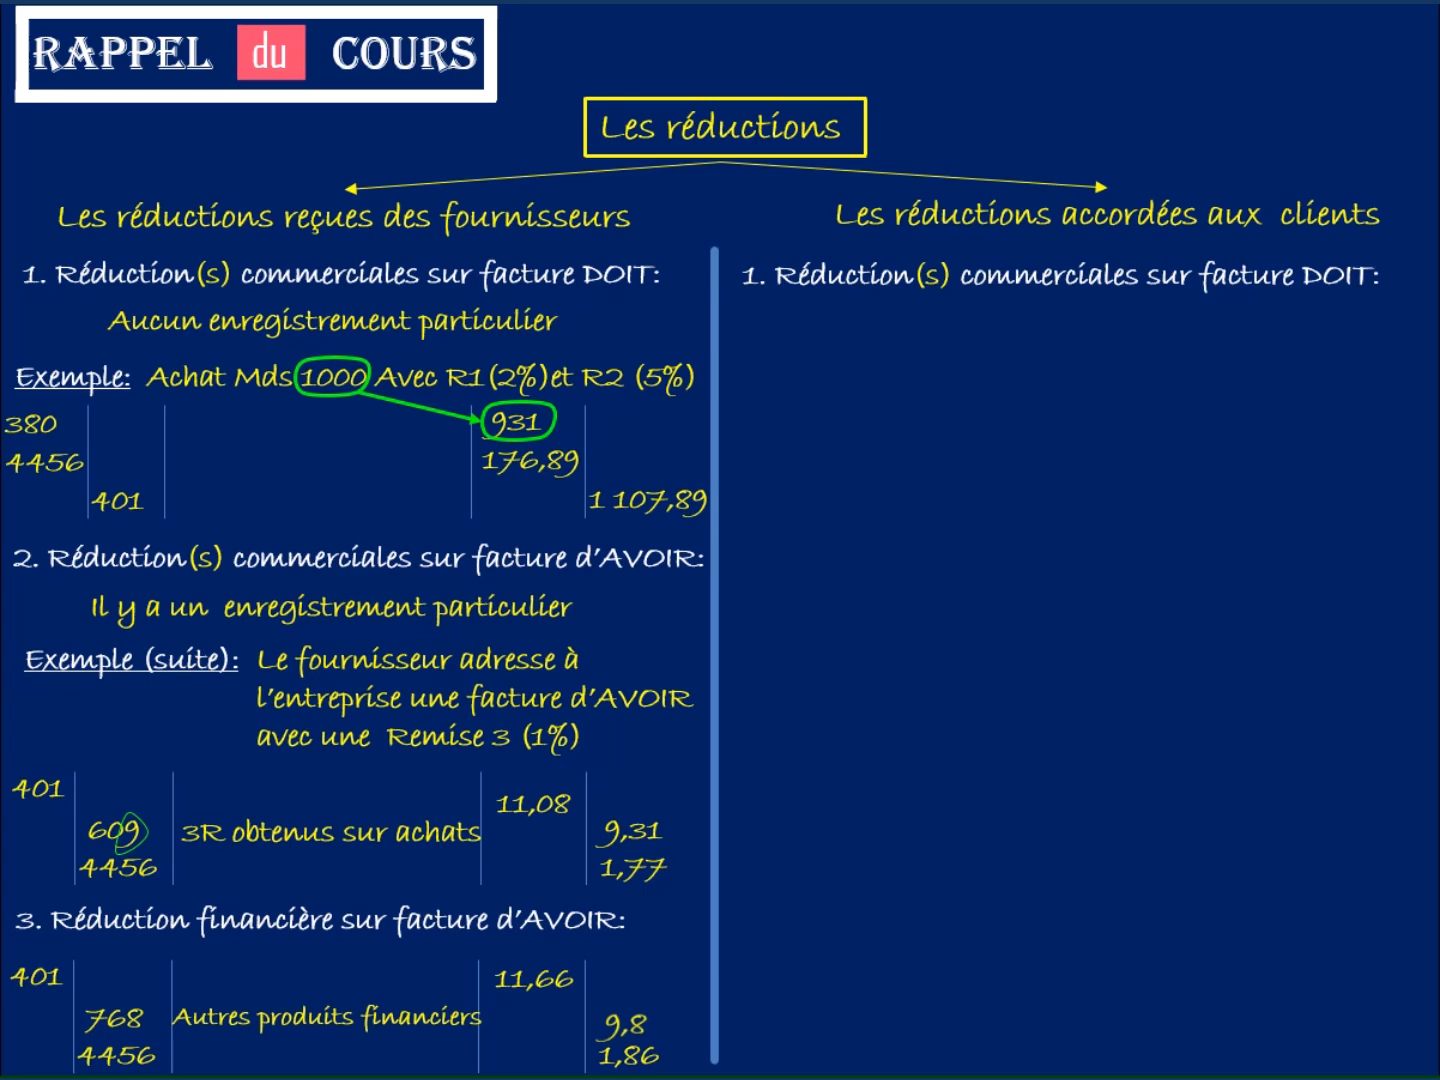 RAPPEL du COURS
Les réductions
Les réductions reçues des fournisseurs
1. Réduction(s) commerciales sur facture DOIT:
Aucun enregistrement particulier
Exemple: Achat Mds 1000 Avec R1 (2%) et R2 (5%)
380 931
4456 176,89
401 1 107,89
2. Réduction(s) commerciales sur facture d'AVOIR:
Il y a un enregistrement particulier
Exemple (suite): Le fournisseur adresse à
l'entreprise une facture d'AVOIR
avec une Remise 3 (1%)
401 11,08
609 3R obtenus sur achats 9,31
4456 1,77
3. Réduction financière sur facture d'AVOIR:
401 11,66
768 Autres produits financiers 9,8
4456 1,86
Les réductions accordées aux clients
1. Réduction(s) commerciales sur facture DOIT: